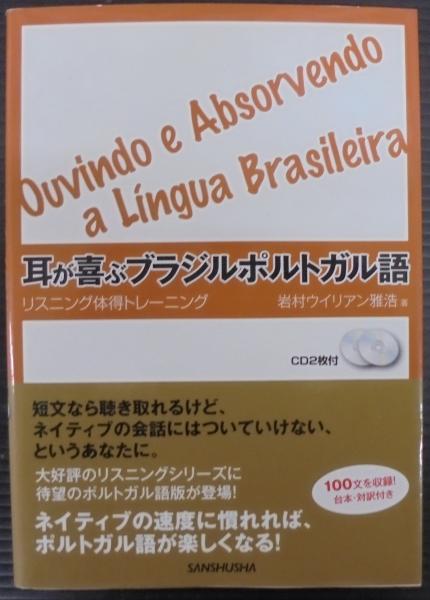 Ouvindo e Absorvendo
a Língua Brasileira
耳が喜ぶブラジルポルトガル語
リスニング体得トレーニング 岩村ウイリアン雅浩 著
CD2枚付
短文なら聴き取れるけど、
ネイティブの会話にはついていけない、
というあなたに。
大好評のリスニングシリーズに
待望のポルトガル語版が登場!
100文を収録!
台本・対訳付き
ネイティブの速度に慣れれば、
ポルトガル語が楽しくなる!
SANSHUSHA